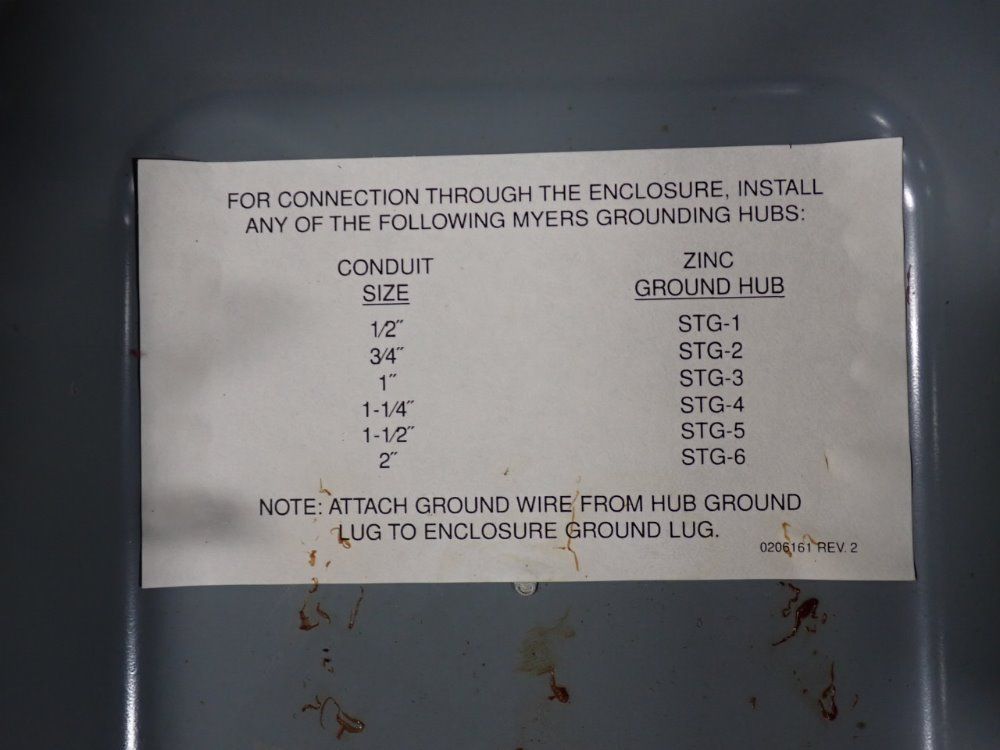 FOR CONNECTION THROUGH THE ENCLOSURE, INSTALL
ANY OF THE FOLLOWING MYERS GROUNDING HUBS:
CONDUIT ZINC
SIZE GROUND HUB
1/2″ STG-1
3/4″ STG-2
1″ STG-3
1-1/4″ STG-4
1-1/2″ STG-5
2″ STG-6
NOTE: ATTACH GROUND WIRE FROM HUB GROUND
LUG TO ENCLOSURE GROUND LUG.
0206161 REV. 2